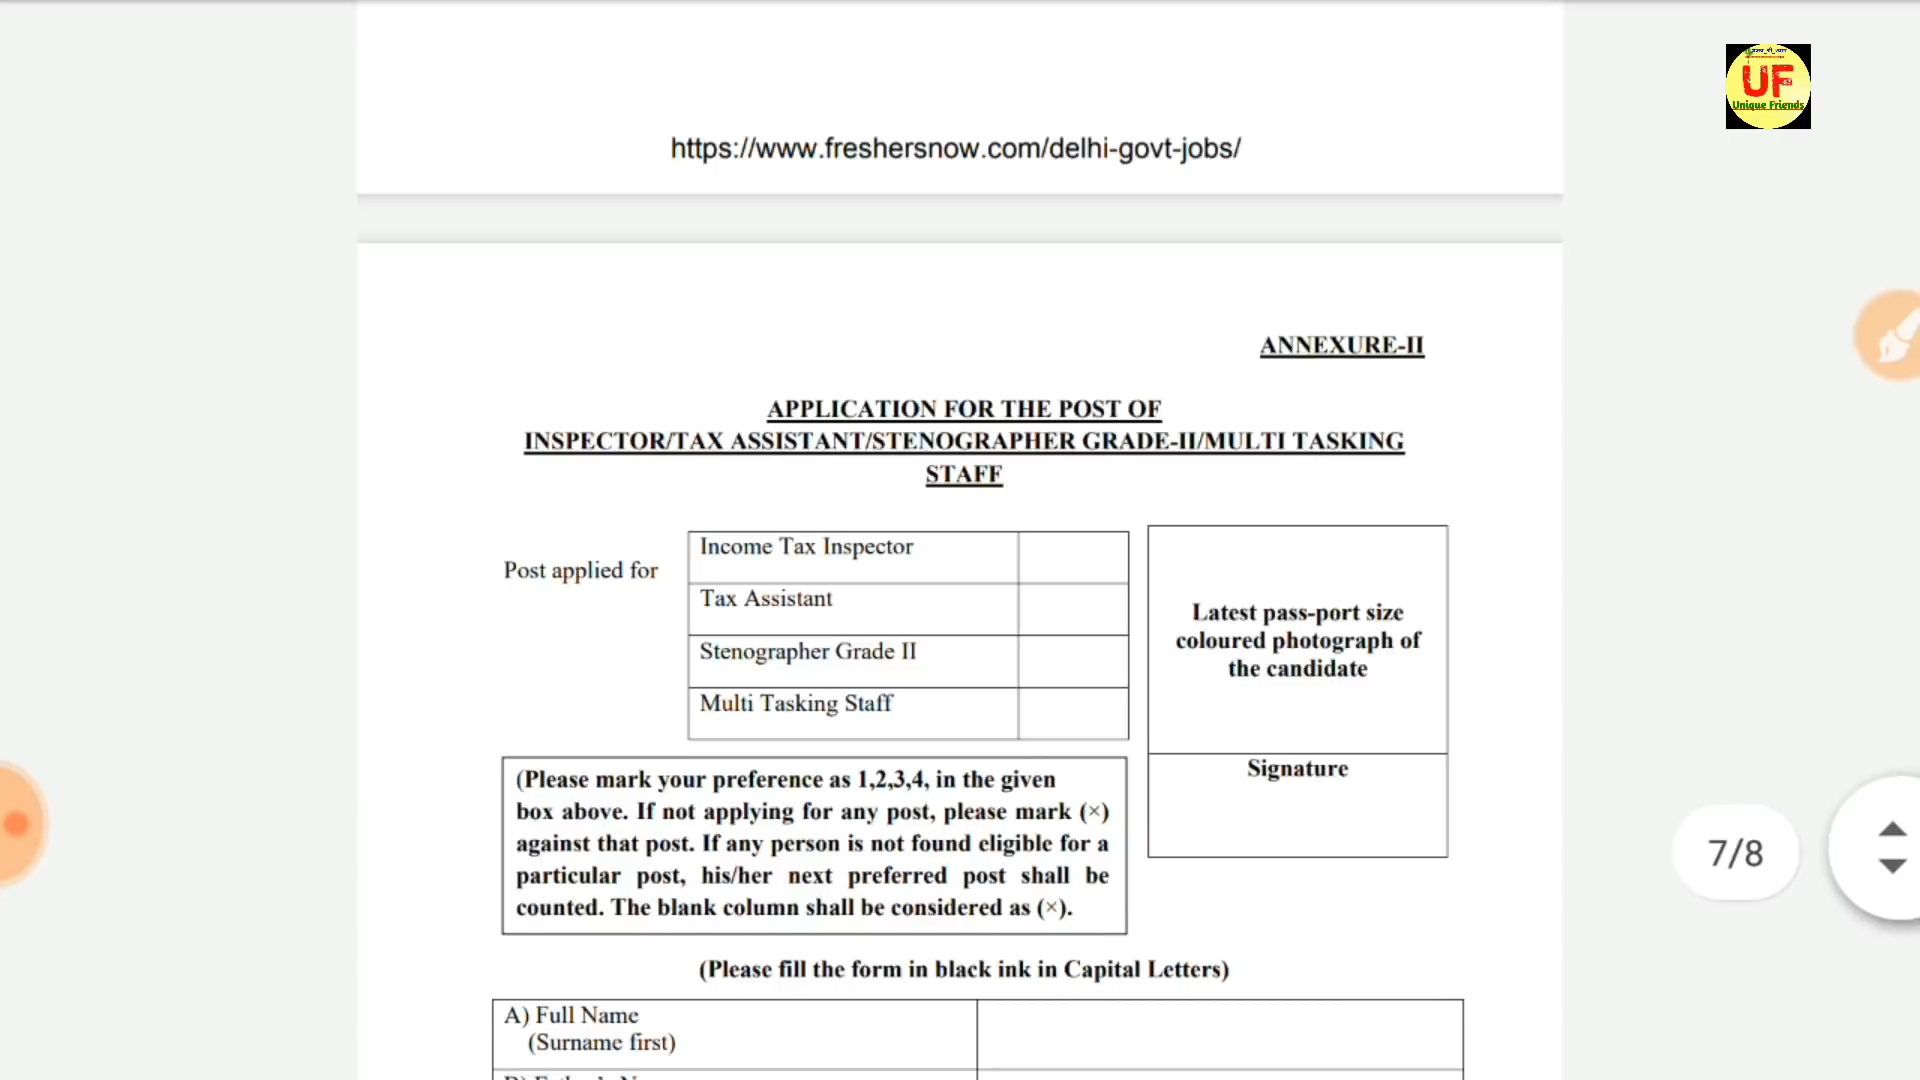 UF
Unique Friends
https://www.freshersnow.com/delhi-govt-jobs/
ANNEXURE-II
APPLICATION FOR THE POST OF
INSPECTOR/TAX ASSISTANT/STENOGRAPHER GRADE-II/MULTI TASKING
STAFF
Post applied for
Income Tax Inspector
Tax Assistant
Stenographer Grade II
Multi Tasking Staff
Latest pass-port size
coloured photograph of
the candidate
Signature
(Please mark your preference as 1,2,3,4, in the given
box above. If not applying for any post, please mark (×)
against that post. If any person is not found eligible for a
particular post, his/her next preferred post shall be
counted. The blank column shall be considered as (×).
7/8
(Please fill the form in black ink in Capital Letters)
A) Full Name
(Surname first)